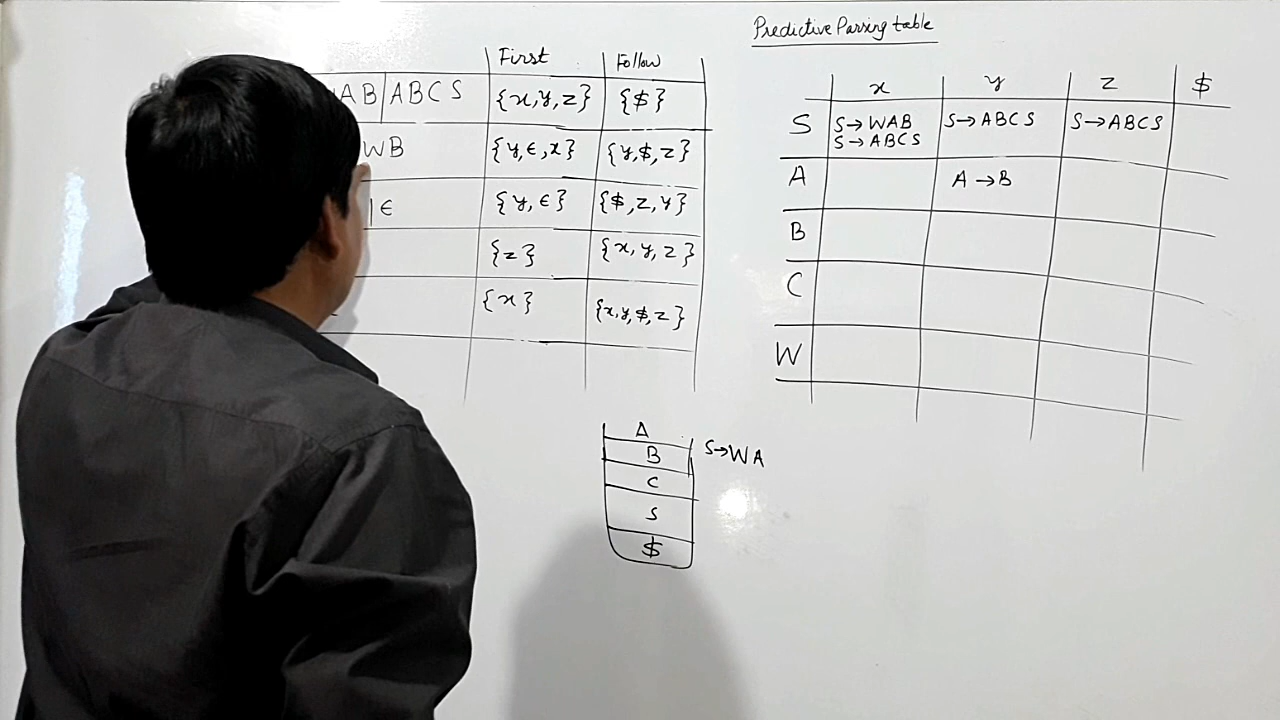 Predictive Parsing table
First Follow
AB|ABCS {x,y,z} {$}
WB {y,ϵ,x} {y,$,z}
|ϵ {y,ϵ} {$,z,y}
{z} {x,y,z}
{x} {x,y,$,z}
x y z $
S S→WAB S→ABCS S→ABCS
S→ABCS
A A→B
B
C
W
A
B S→WA
C
S
$